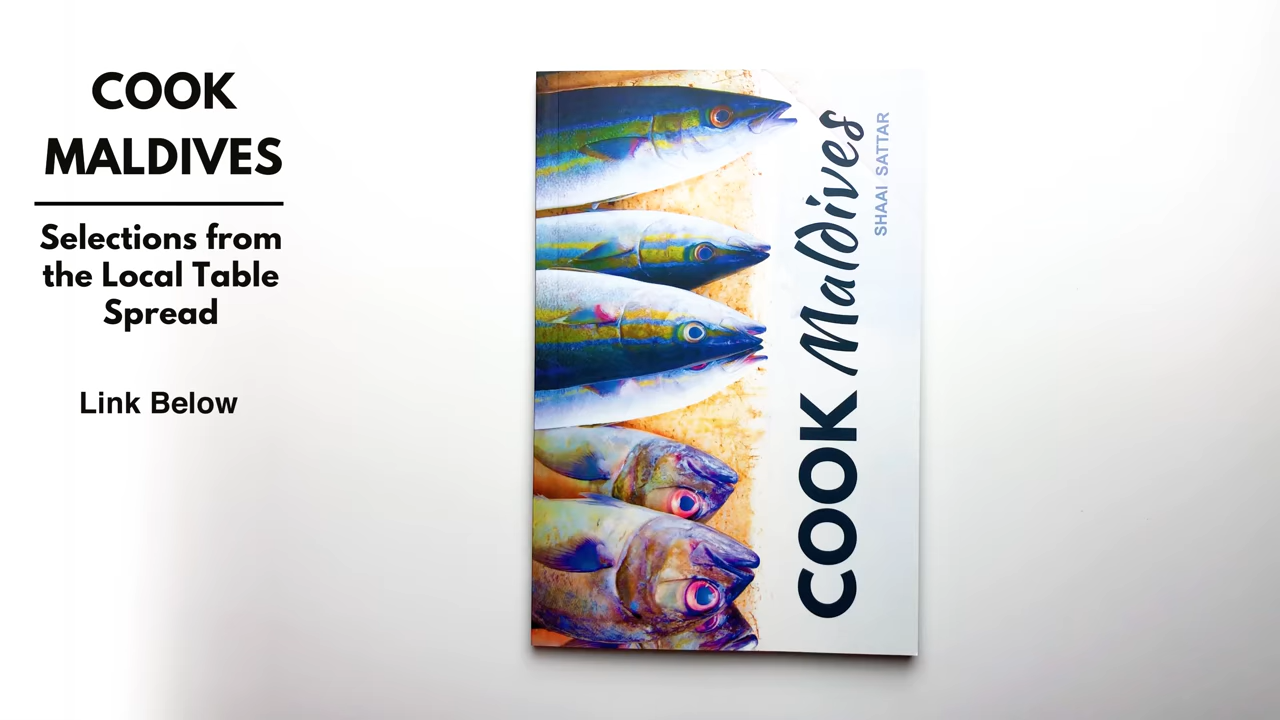 COOK
MALDIVES
Selections from
the Local Table
Spread
Link Below
COOK Maldives
SHAAI SATTAR